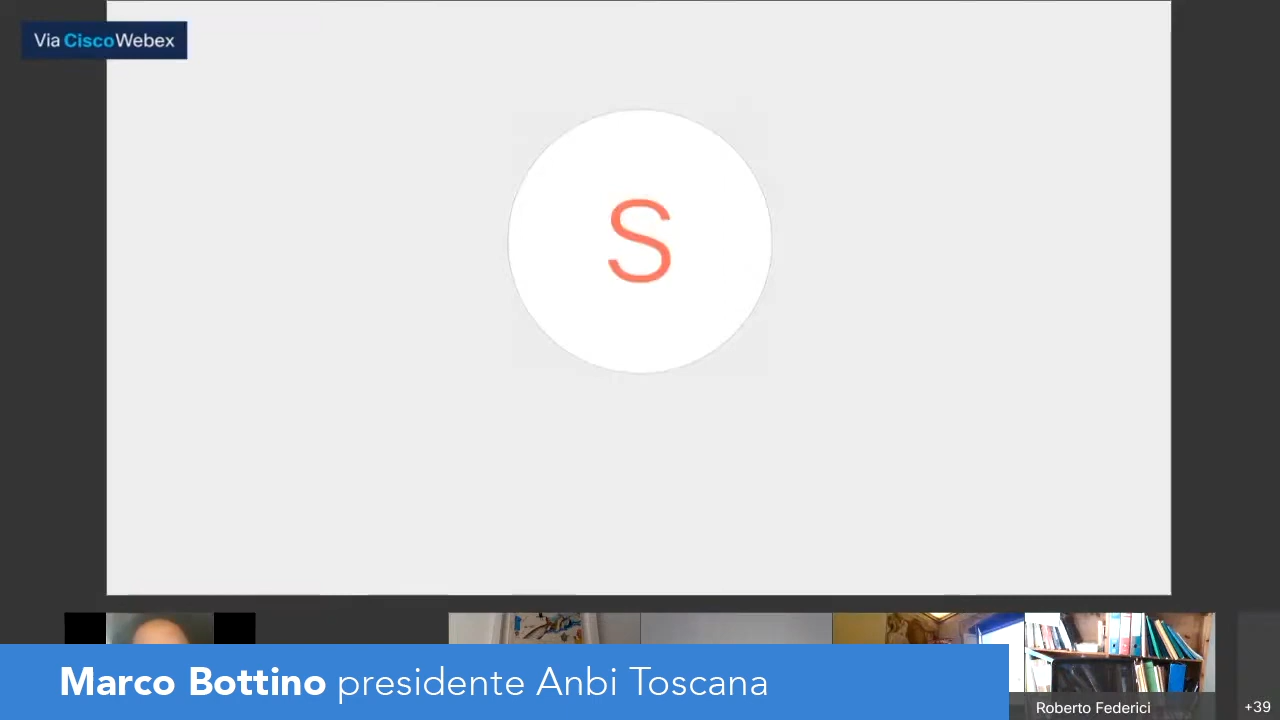 Via CiscoWebex
S
Marco Bottino presidente Anbi Toscana
Roberto Federici
+39